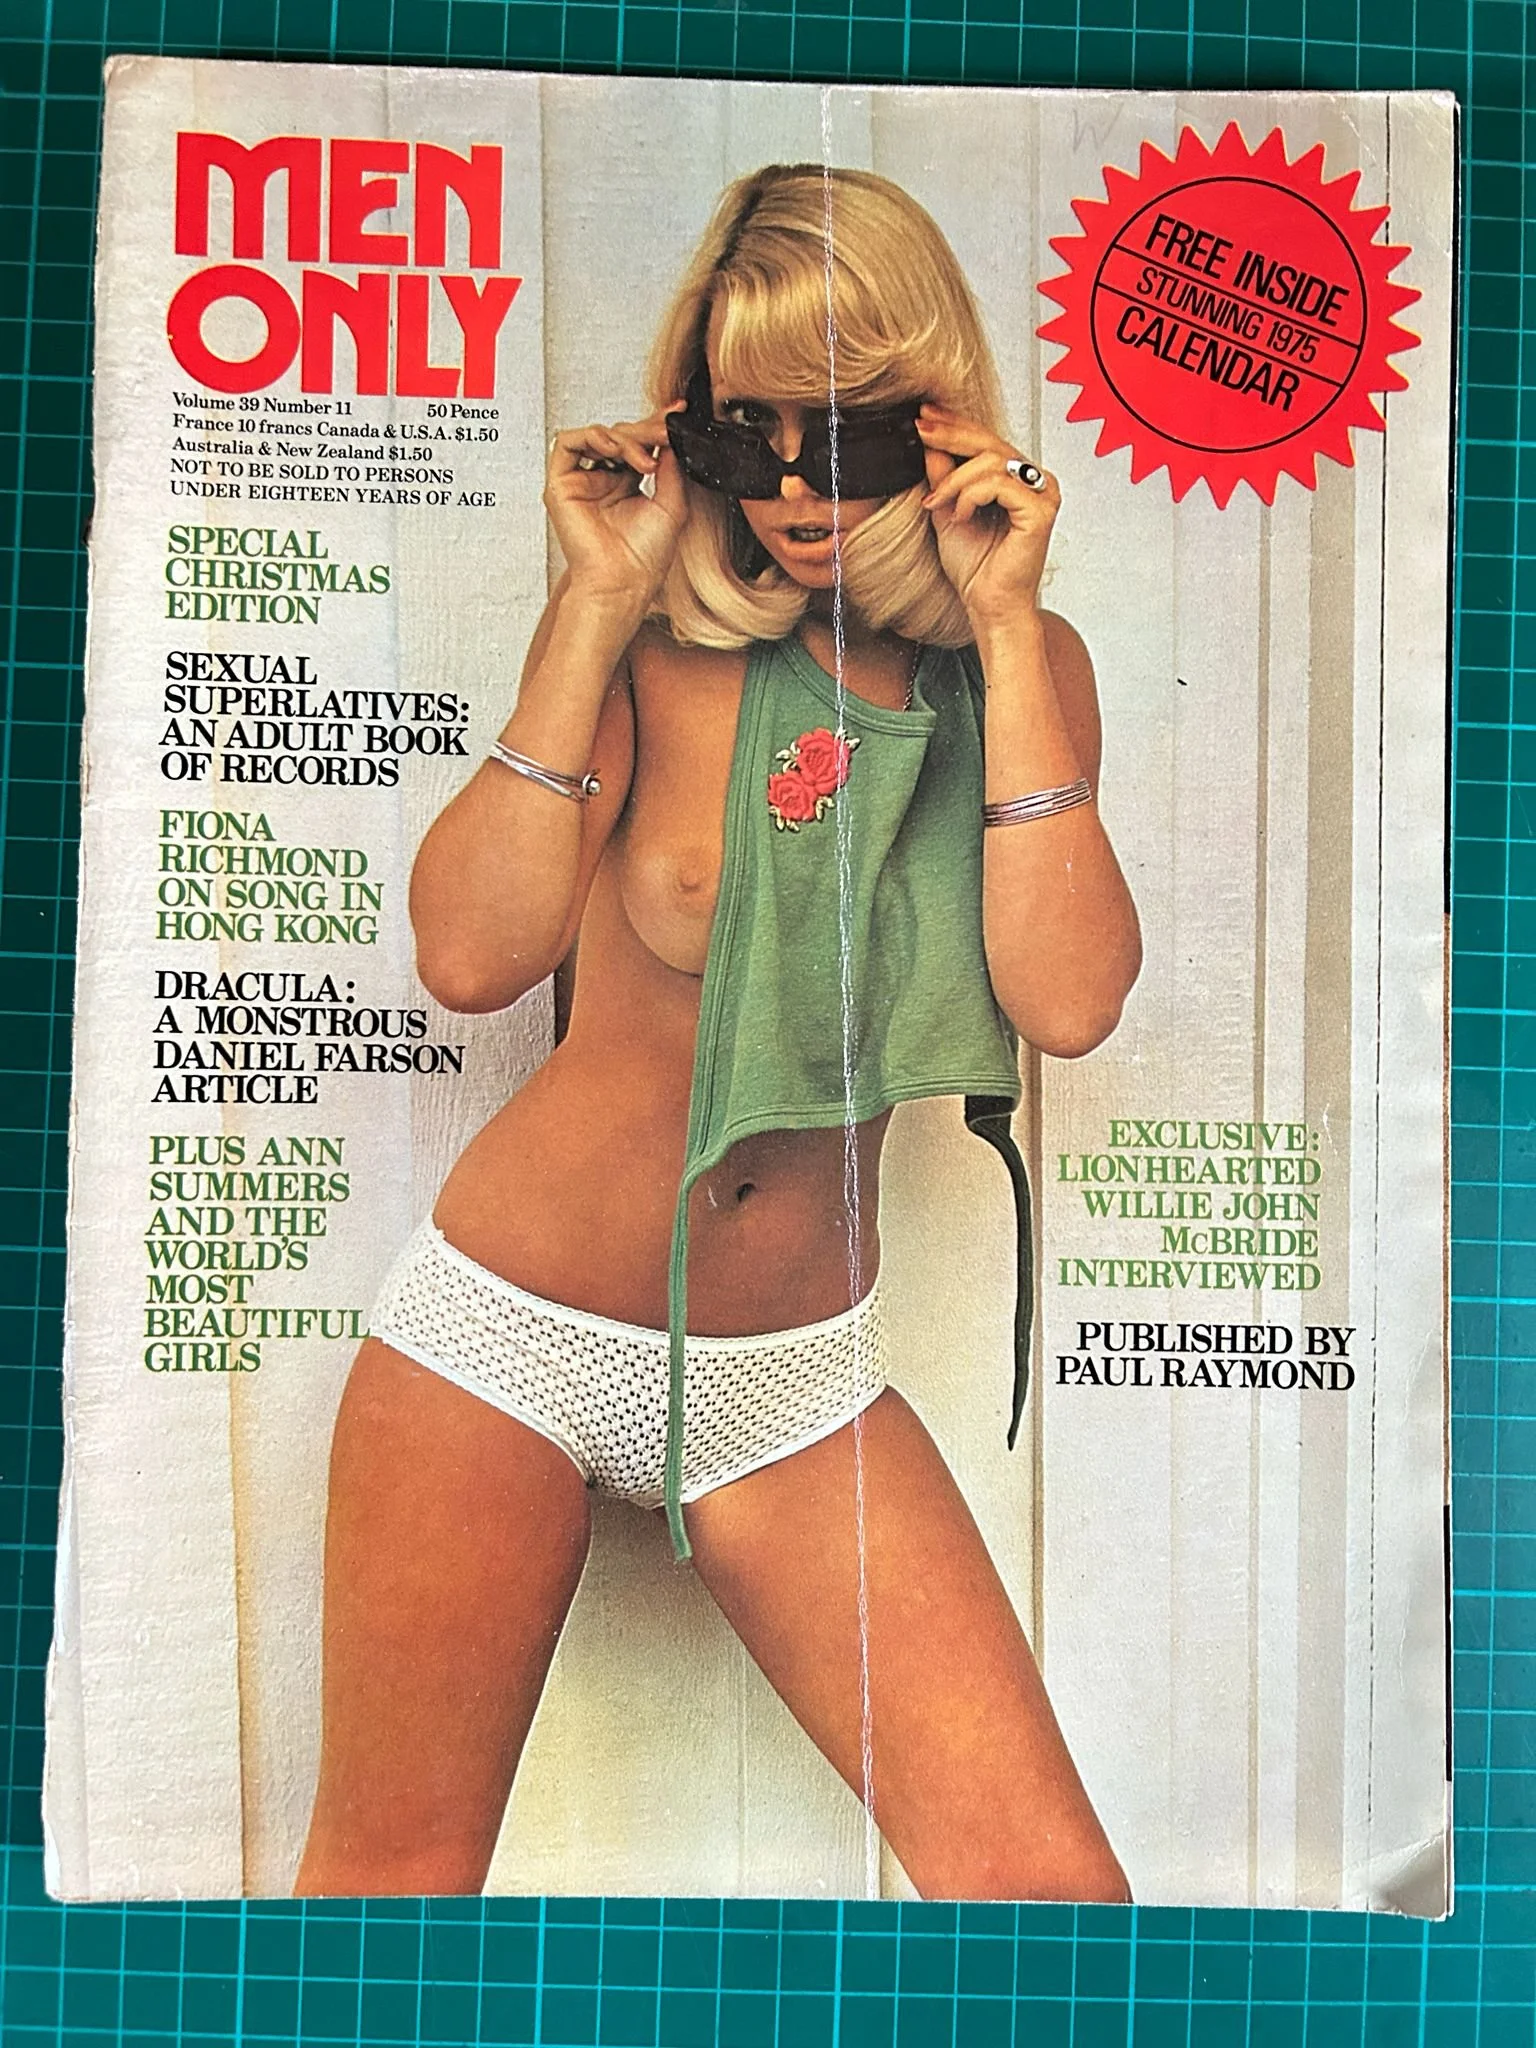 MEN
ONLY
Volume 39 Number 11 50 Pence
France 10 francs Canada & U.S.A. $1.50
Australia & New Zealand $1.50
NOT TO BE SOLD TO PERSONS
UNDER EIGHTEEN YEARS OF AGE
SPECIAL
CHRISTMAS
EDITION
SEXUAL
SUPERLATIVES:
AN ADULT BOOK
OF RECORDS
FIONA
RICHMOND
ON SONG IN
HONG KONG
DRACULA:
A MONSTROUS
DANIEL FARSON
ARTICLE
PLUS ANN
SUMMERS
AND THE
WORLD'S
MOST
BEAUTIFUL
GIRLS
FREE INSIDE
STUNNING 1975
CALENDAR
EXCLUSIVE:
LIONHEARTED
WILLIE JOHN
McBRIDE
INTERVIEWED
PUBLISHED BY
PAUL RAYMOND